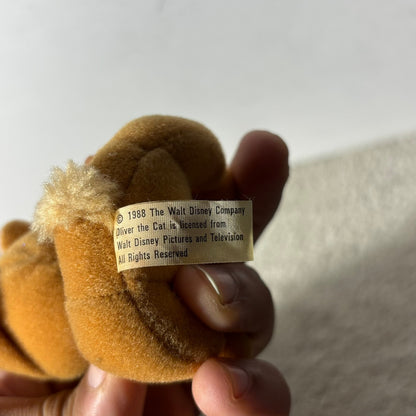 © 1988 The Walt Disney Company
Oliver the Cat is licensed from
Walt Disney Pictures and Television
All Rights Reserved